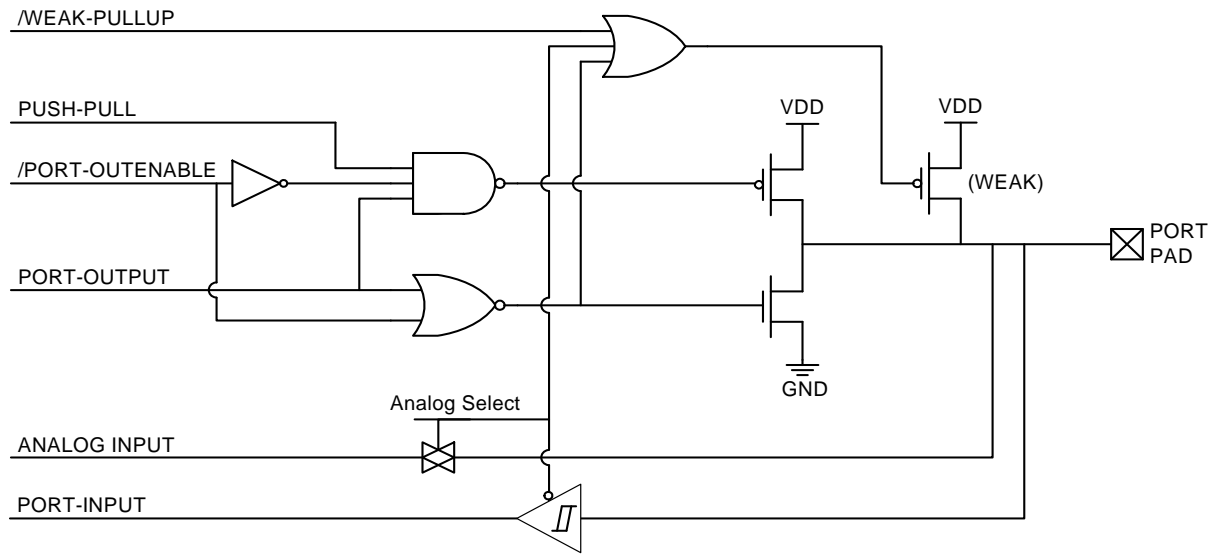 /WEAK-PULLUP
PUSH-PULL
VDD
VDD
/PORT-OUTENABLE
(WEAK)
PORT
PAD
PORT-OUTPUT
GND
Analog Select
ANALOG INPUT
PORT-INPUT